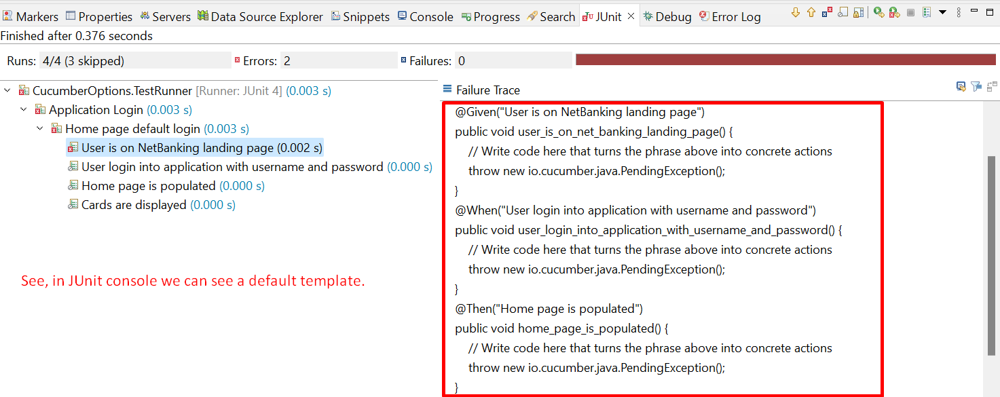 Markers Properties Servers Data Source Explorer Snippets Console Progress Search JUnit Debug Error Log
Finished after 0.376 seconds
Runs: 4/4 (3 skipped) Errors: 2 Failures: 0
CucumberOptions.TestRunner [Runner: JUnit 4] (0.003 s)
Application Login (0.003 s)
Home page default login (0.003 s)
User is on NetBanking landing page (0.002 s)
User login into application with username and password (0.000 s)
Home page is populated (0.000 s)
Cards are displayed (0.000 s)
See, in JUnit console we can see a default template.
Failure Trace
@Given("User is on NetBanking landing page")
public void user_is_on_net_banking_landing_page() {
// Write code here that turns the phrase above into concrete actions
throw new io.cucumber.java.PendingException();
}
@When("User login into application with username and password")
public void user_login_into_application_with_username_and_password() {
// Write code here that turns the phrase above into concrete actions
throw new io.cucumber.java.PendingException();
}
@Then("Home page is populated")
public void home_page_is_populated() {
// Write code here that turns the phrase above into concrete actions
throw new io.cucumber.java.PendingException();
}